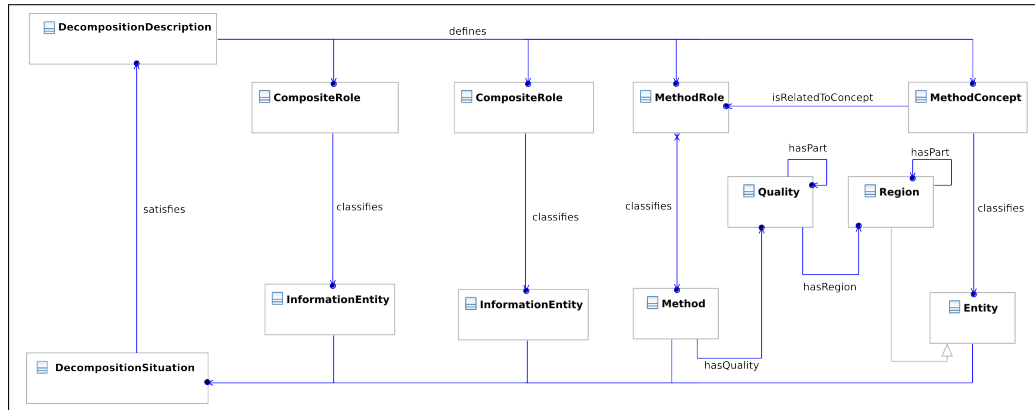 DecompositionDescription
defines
CompositeRole
CompositeRole
MethodRole
isRelatedToConcept
MethodConcept
hasPart
hasPart
Quality
Region
satisfies
classifies
classifies
classifies
classifies
hasRegion
InformationEntity
InformationEntity
Method
Entity
hasQuality
DecompositionSituation